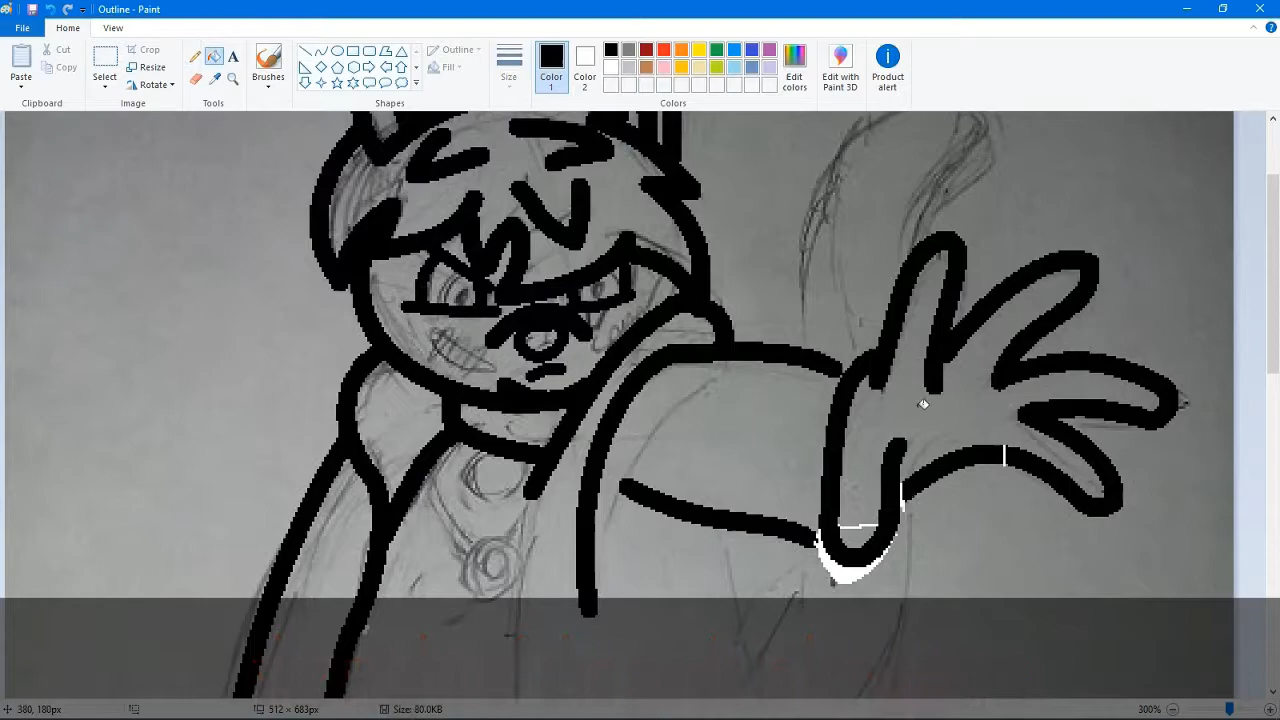 Outline - Paint
File Home View
Paste
Cut
Copy
Clipboard
Select
Crop
Resize
Rotate
Image
A
Tools
Brushes
Outline
Fill
Shapes
Size
Color 1
Color 2
Edit colors
Colors
Edit with Paint 3D
Product alert
380, 180px
512 × 683px
Size: 80.0KB
300%